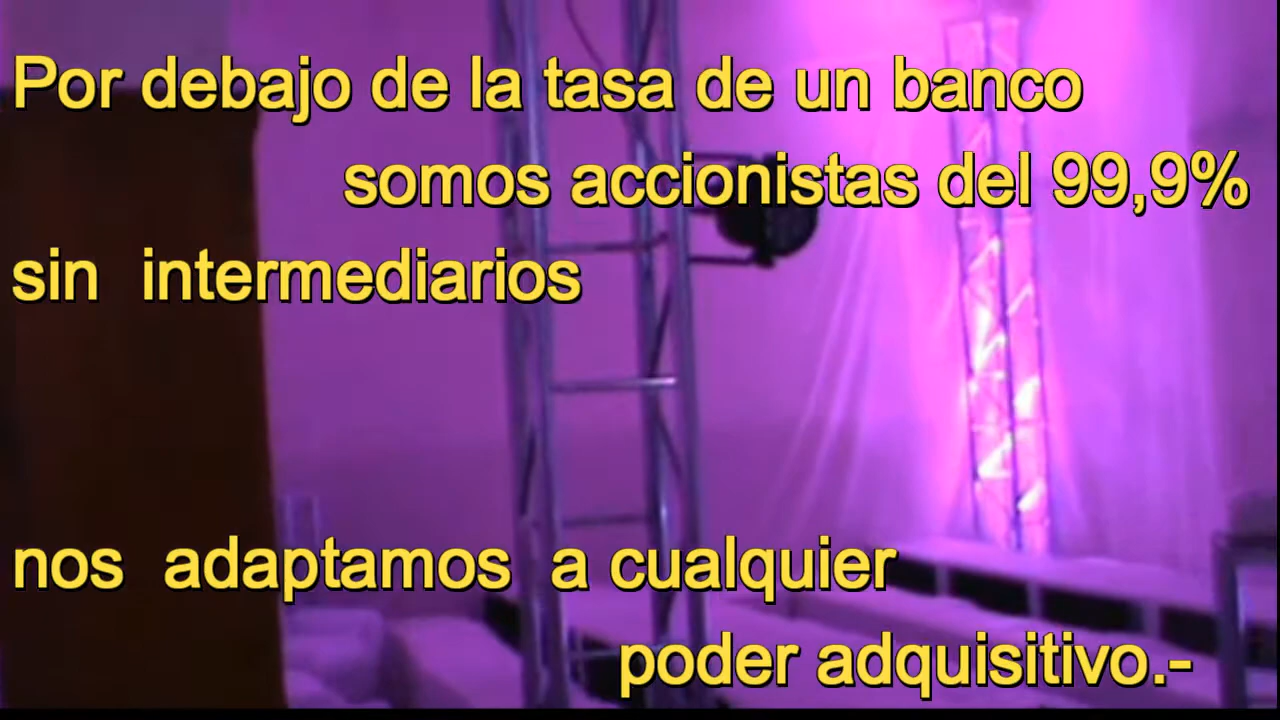 Por debajo de la tasa de un banco
somos accionistas del 99,9%
sin intermediarios
nos adaptamos a cualquier
poder adquisitivo.-